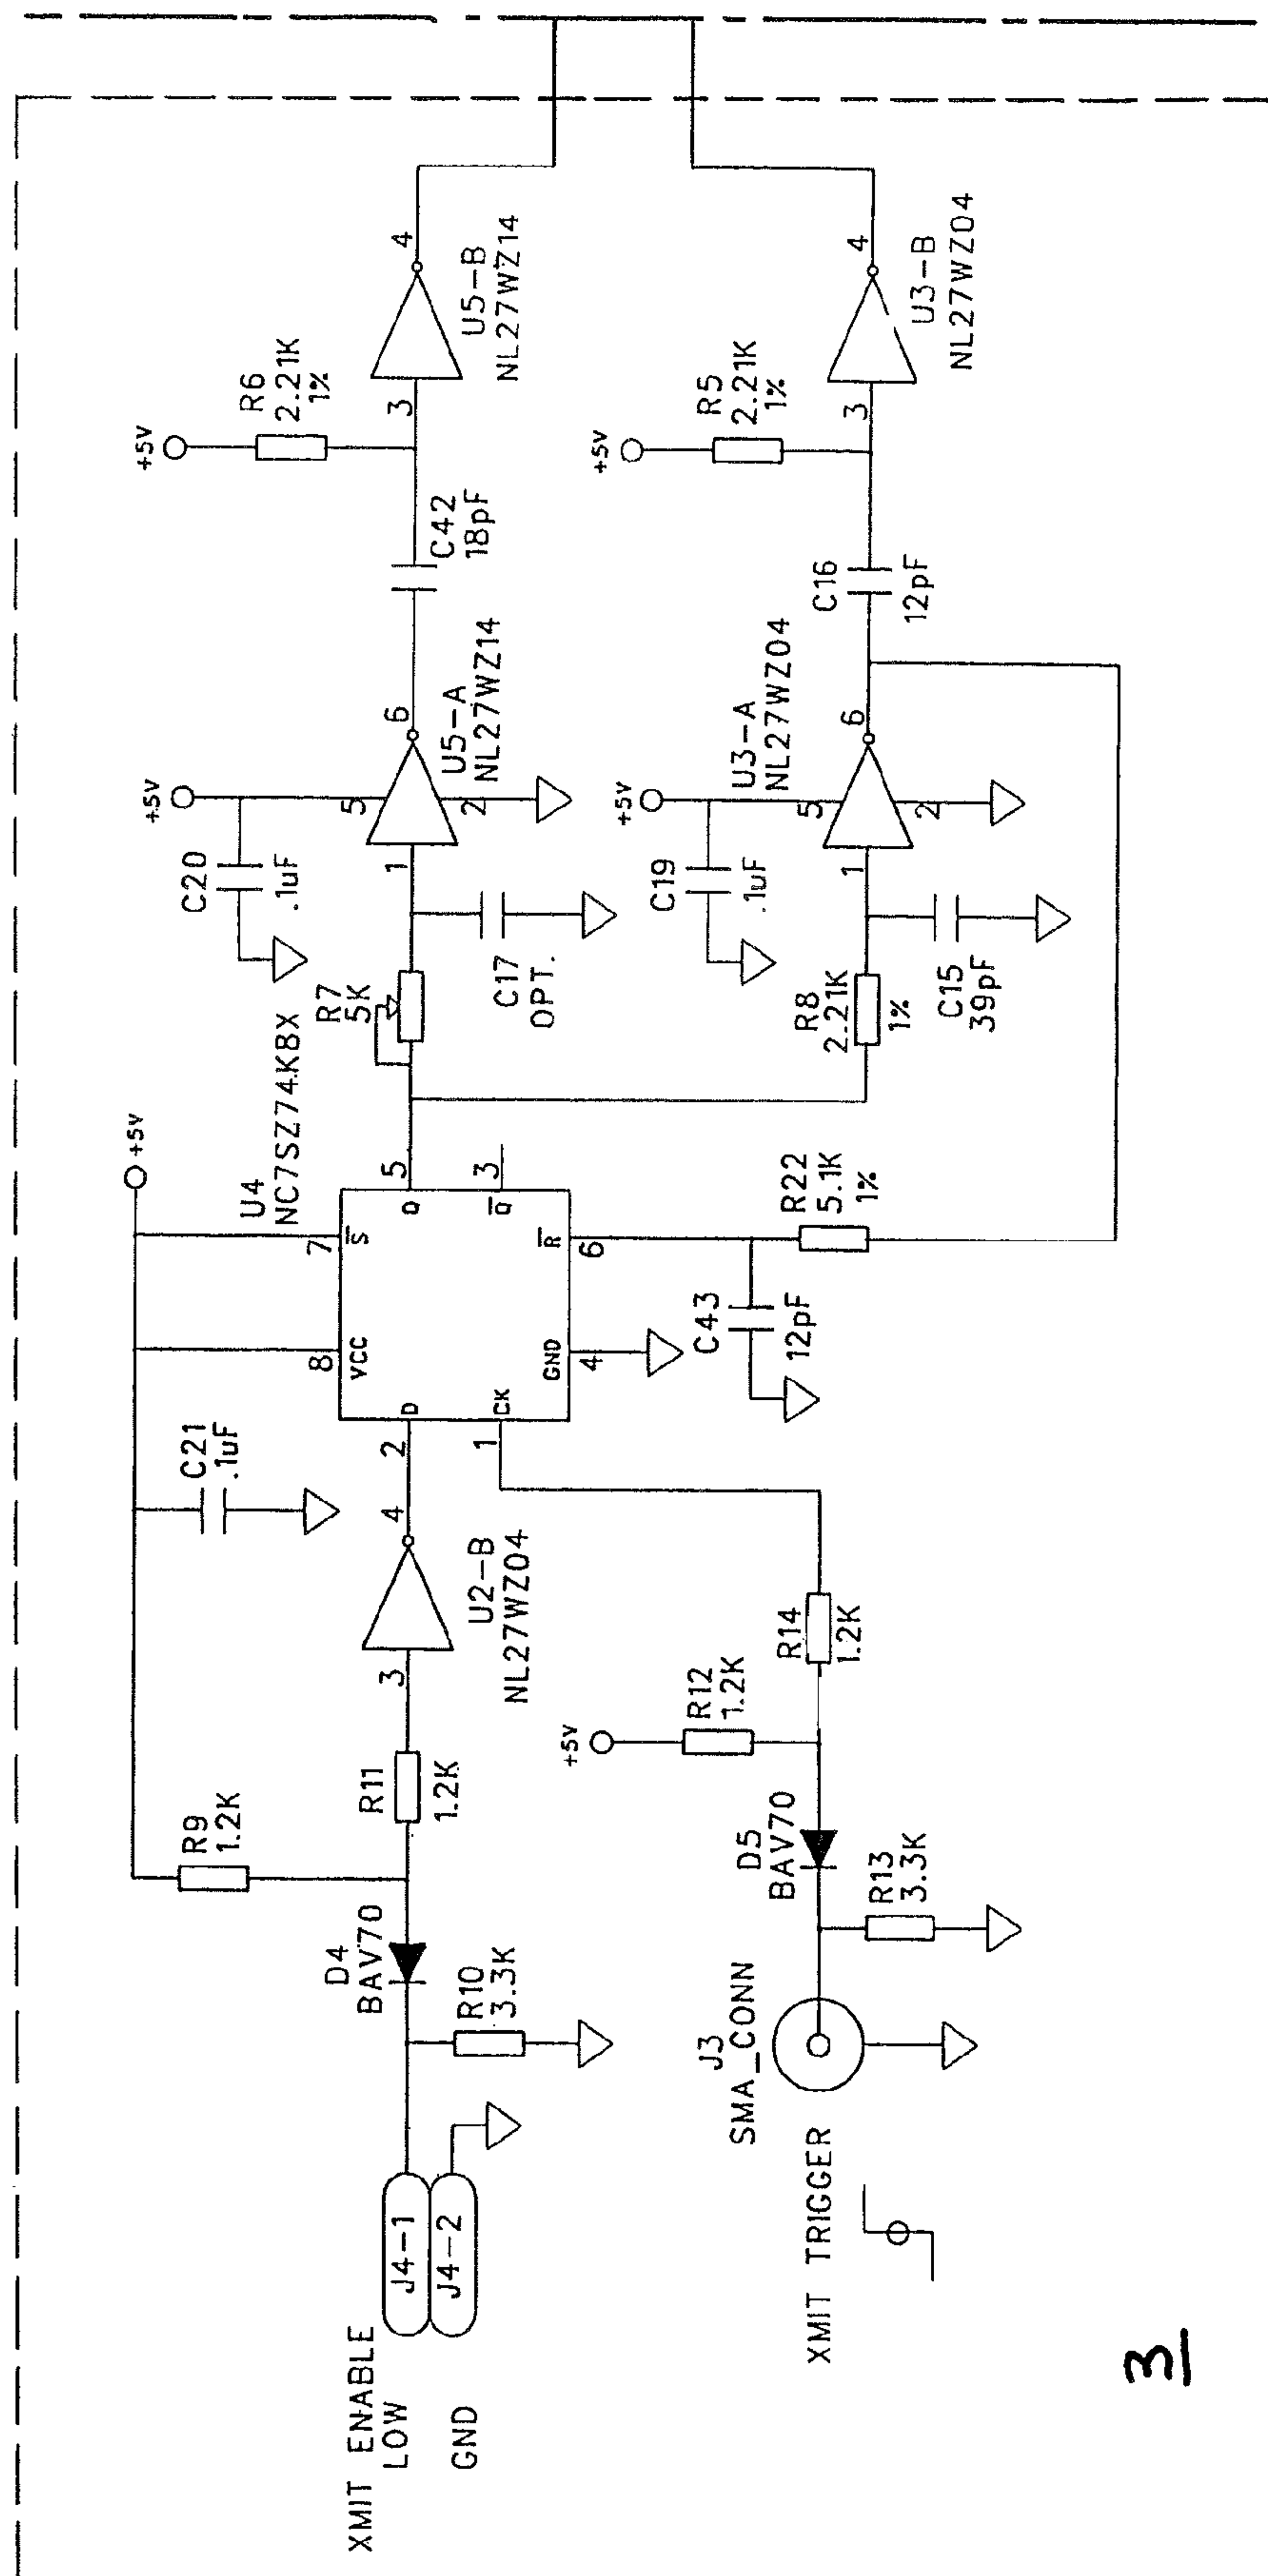 XMIT ENABLE
LOW
GND
J4-1
J4-2
D4
BAV70
R10
3.3K
R9
1.2K
R11
1.2K
3
4
U2-B
NL27WZ04
C21
.1uF
+5V
U4
NC7SZ74K8X
8
VCC
7
S
2
D
1
CK
5
Q
3
Q
GND
4
R
6
C43
12pF
R22
5.1K
1%
XMIT TRIGGER
J3
SMA_CONN
D5
BAV70
R13
3.3K
+5V
R12
1.2K
R14
1.2K
R7
5K
C17
OPT.
C20
.1uF
+5V
1
5
2
6
U5-A
NL27WZ14
C42
18pF
+5V
R6
2.21K
1%
3
4
U5-B
NL27WZ14
R8
2.21K
1%
C15
39pF
C19
.1uF
+5V
1
5
2
6
U3-A
NL27WZ04
C16
12pF
+5V
R5
2.21K
1%
3
4
U3-B
NL27WZ04
3